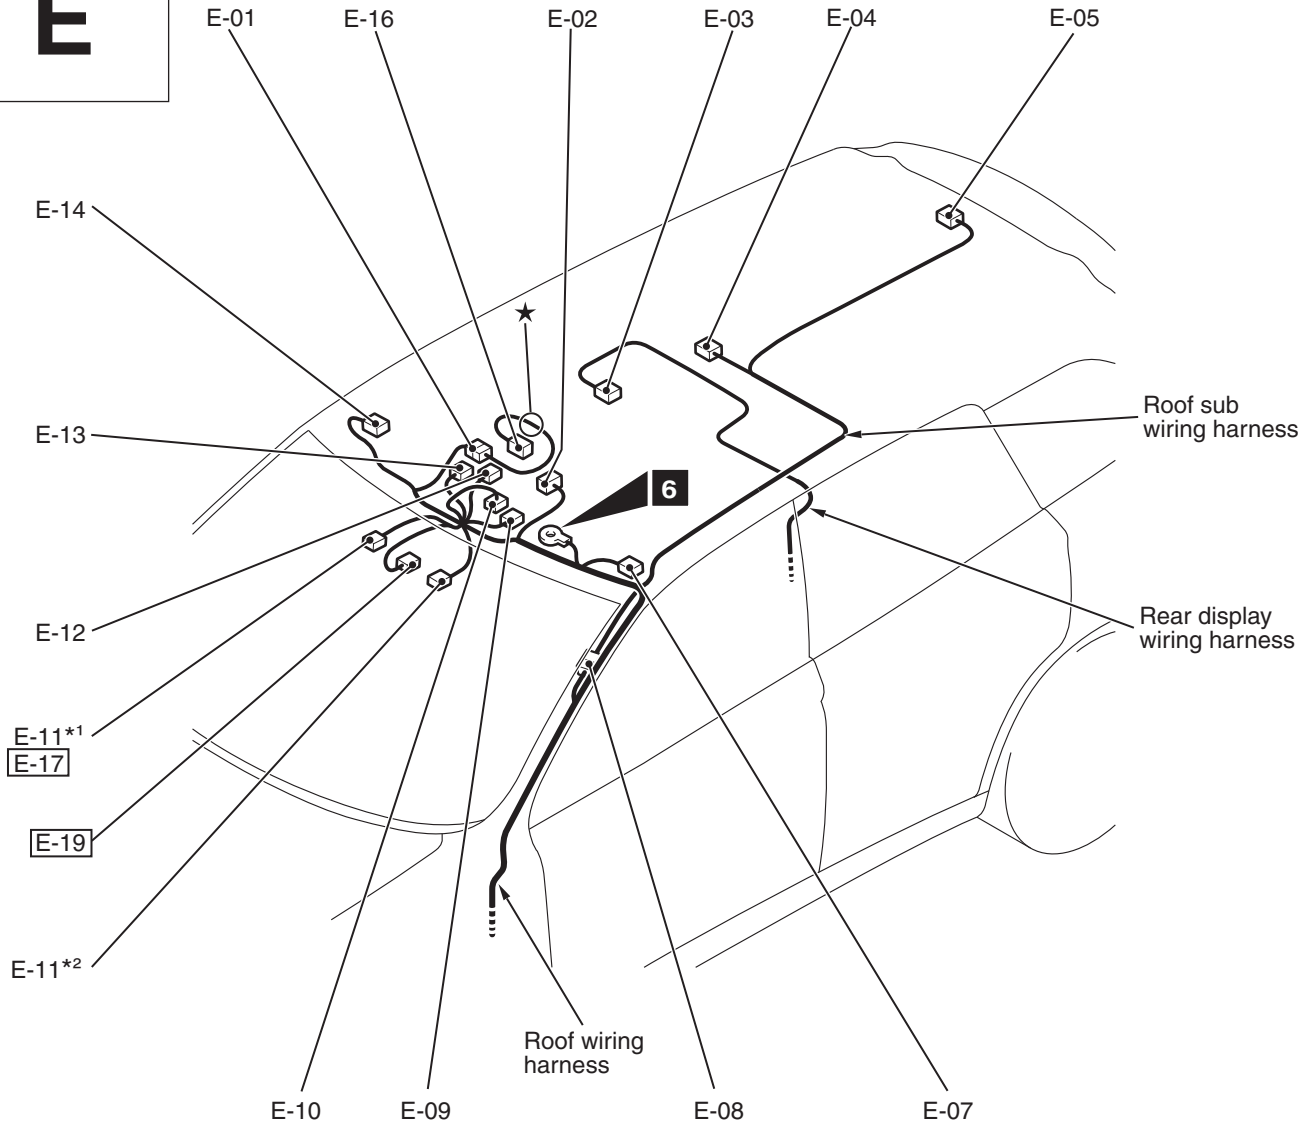 E
E-01
E-16
E-02
E-03
E-04
E-05
E-14
★
Roof sub
wiring harness
E-13
6
E-12
Rear display
wiring harness
E-11*1
E-17
E-19
E-11*2
Roof wiring
harness
E-10
E-09
E-08
E-07